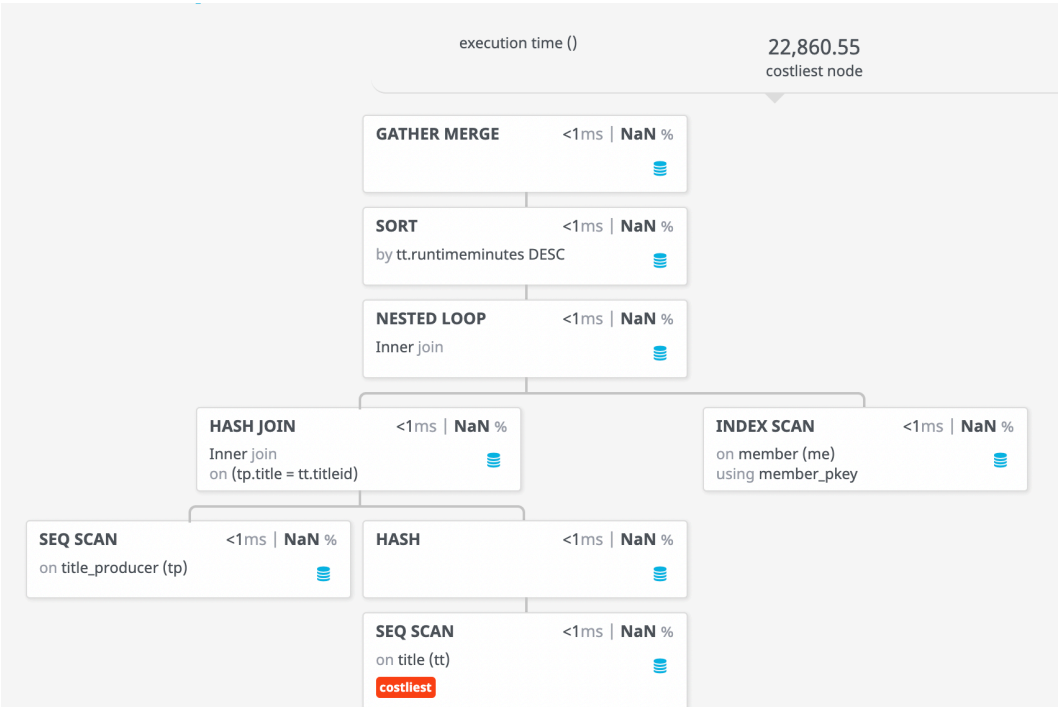 execution time ()
22,860.55
costliest node
GATHER MERGE <1ms | NaN %
SORT <1ms | NaN %
by tt.runtimeminutes DESC
NESTED LOOP <1ms | NaN %
Inner join
HASH JOIN <1ms | NaN %
Inner join
on (tp.title = tt.titleid)
INDEX SCAN <1ms | NaN %
on member (me)
using member_pkey
SEQ SCAN <1ms | NaN %
on title_producer (tp)
HASH <1ms | NaN %
SEQ SCAN <1ms | NaN %
on title (tt)
costliest